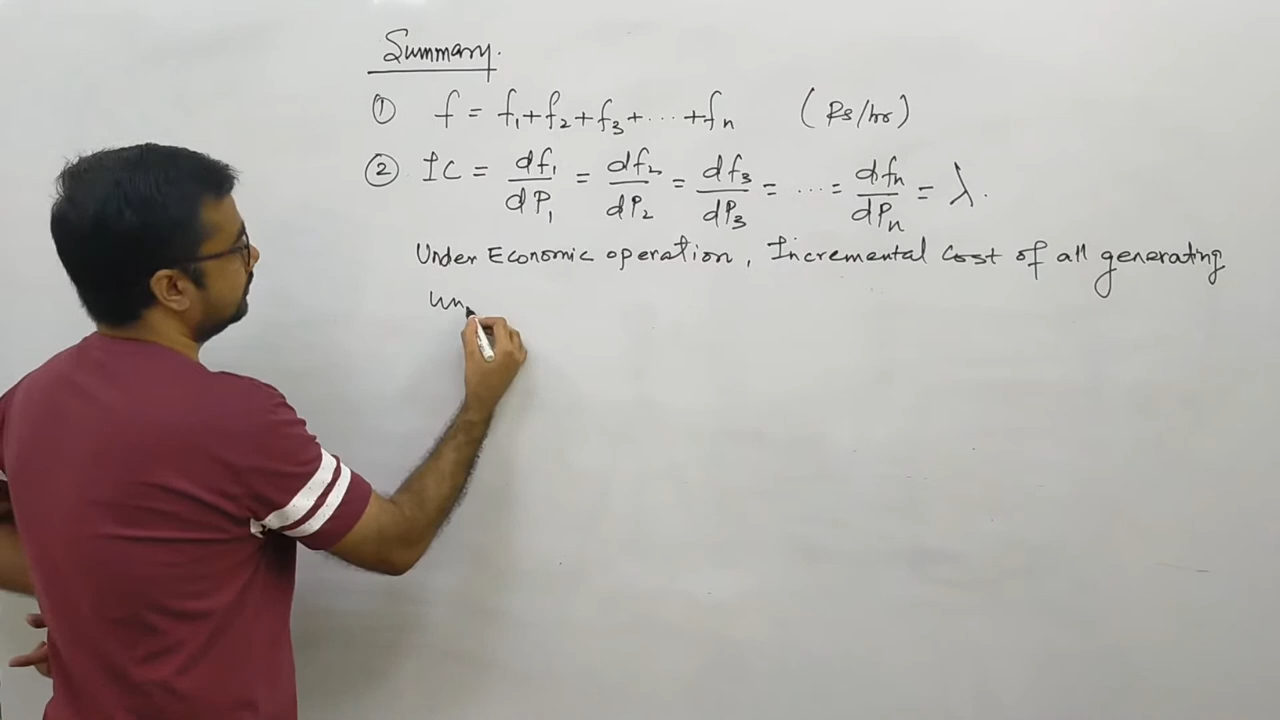 Summary.
① f = f₁+f₂+f₃+...+fn (Rs/hr)
② IC = df₁/dP₁ = df₂/dP₂ = df₃/dP₃ = ... = dfn/dPn = λ.
Under Economic operation, Incremental Cost of all generating
un